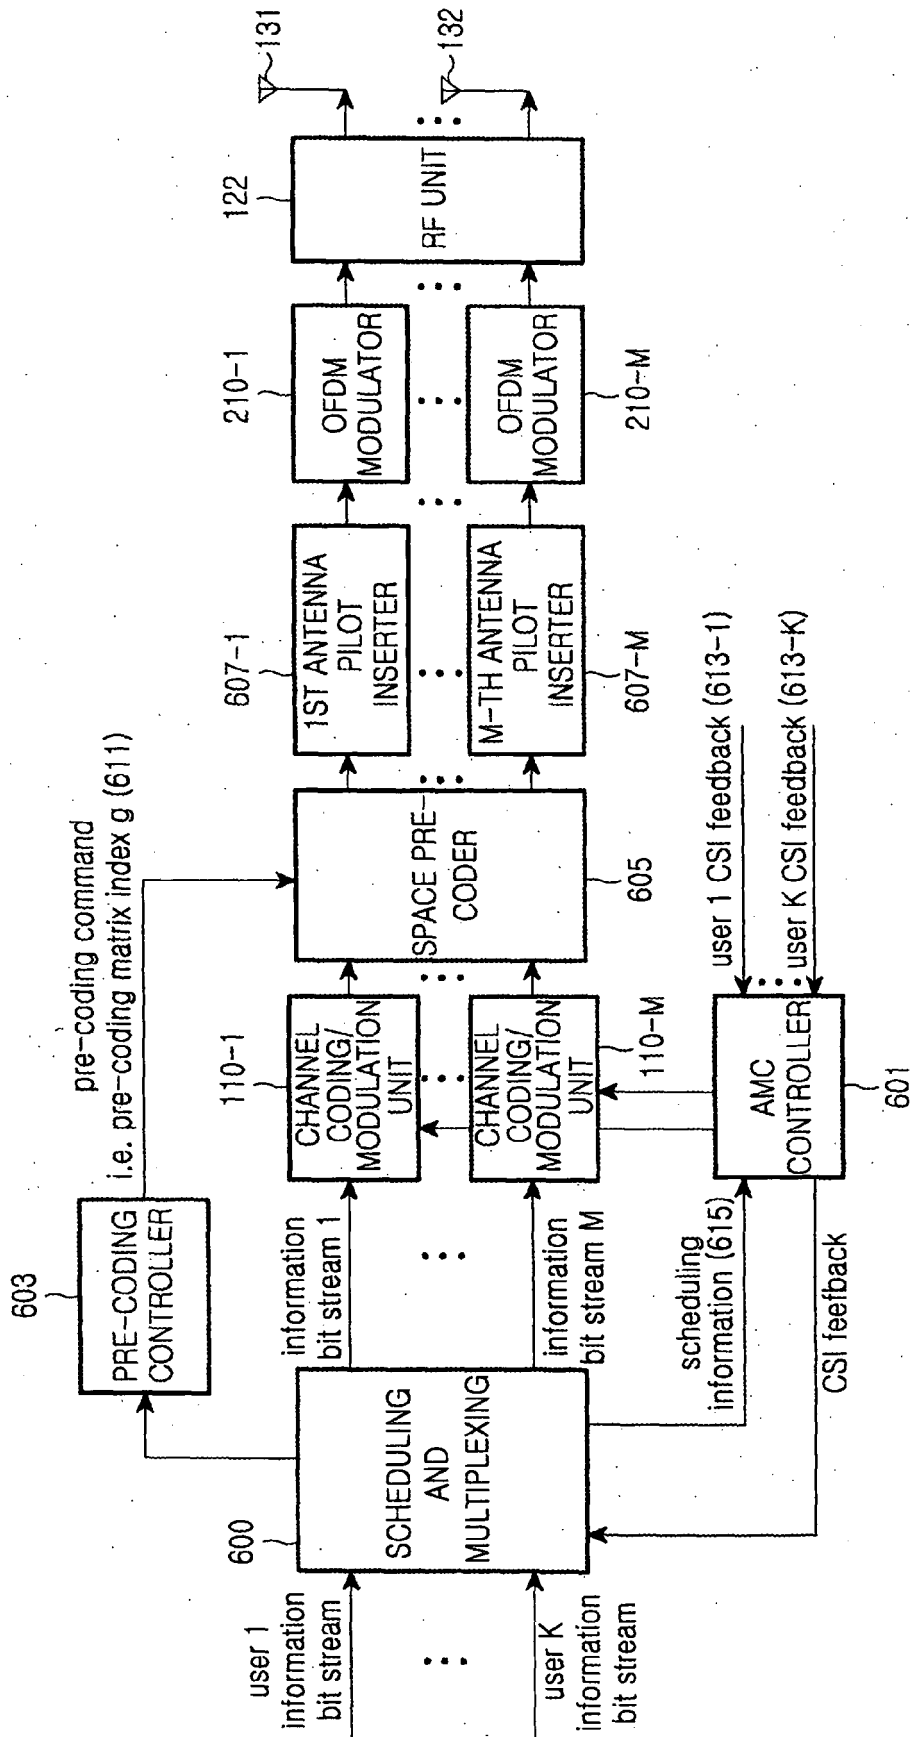 user 1
information
bit stream
user K
information
bit stream
600
SCHEDULING
AND
MULTIPLEXING
603
PRE-CODING
CONTROLLER
pre-coding command
i.e. pre-coding matrix index g (611)
information
bit stream 1
information
bit stream M
scheduling
information (615)
CSI feefback
110-1
CHANNEL
CODING/
MODULATION
UNIT
CHANNEL
CODING/
MODULATION
UNIT
110-M
AMC
CONTROLLER
601
user 1 CSI feedback (613-1)
user K CSI feedback (613-K)
SPACE PRE-
CODER
605
607-1
1ST ANTENNA
PILOT
INSERTER
M-TH ANTENNA
PILOT
INSERTER
607-M
210-1
OFDM
MODULATOR
OFDM
MODULATOR
210-M
122
RF UNIT
131
132